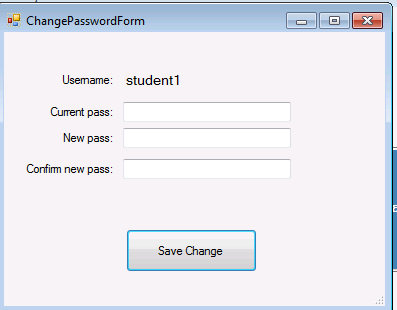 ChangePasswordForm
Username: student1
Current pass:
New pass:
Confirm new pass:
Save Change